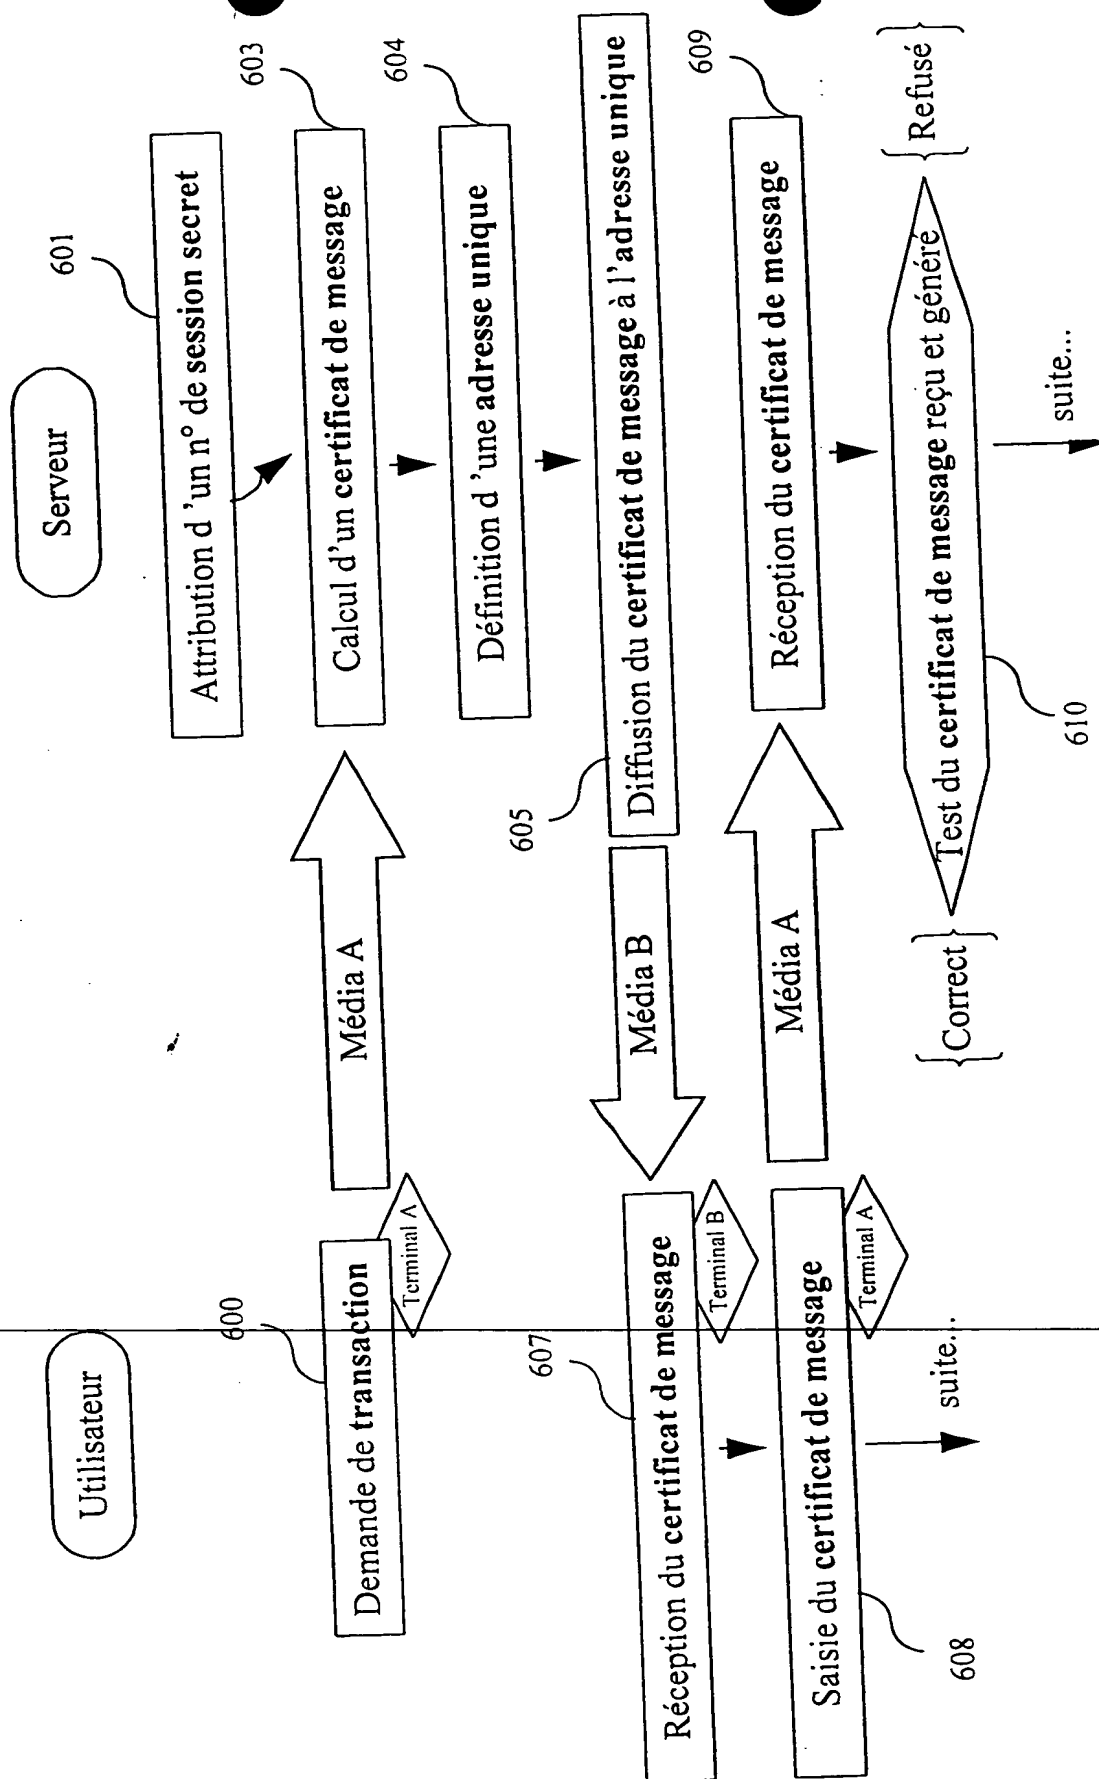 Utilisateur
Serveur
601
Attribution d 'un n° de session secret
600
Demande de transaction
Terminal A
Média A
603
Calcul d'un certificat de message
604
Définition d 'une adresse unique
605
Diffusion du certificat de message à l'adresse unique
Média B
607
Réception du certificat de message
Terminal B
608
Saisie du certificat de message
Terminal A
Média A
609
Réception du certificat de message
suite...
{Correct}
Test du certificat de message reçu et généré
{Refusé}
610
suite...